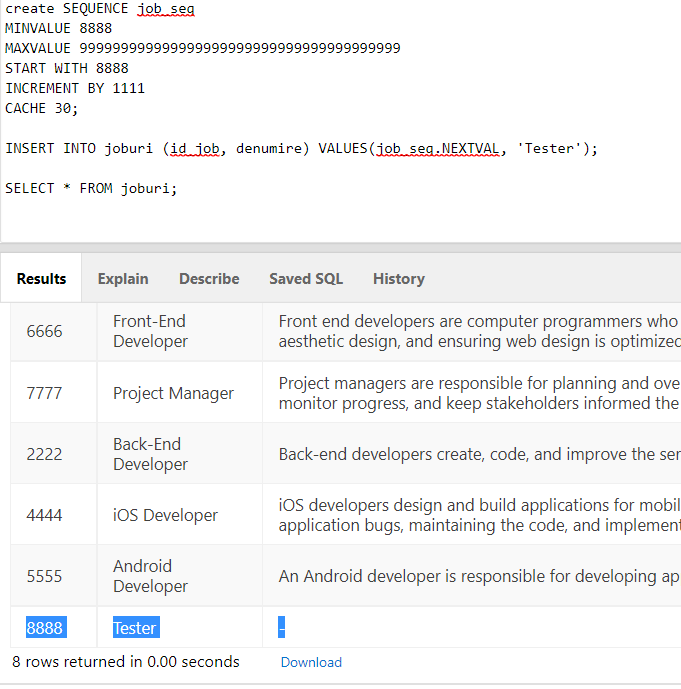 create SEQUENCE job_seq
MINVALUE 8888
MAXVALUE 999999999999999999999999999999999999999
START WITH 8888
INCREMENT BY 1111
CACHE 30;
INSERT INTO joburi (id_job, denumire) VALUES(job_seq.NEXTVAL, 'Tester');
SELECT * FROM joburi;
Results Explain Describe Saved SQL History
6666 Front-End Developer Front end developers are computer programmers who
aesthetic design, and ensuring web design is optimized
7777 Project Manager Project managers are responsible for planning and ove
monitor progress, and keep stakeholders informed the
2222 Back-End Developer Back-end developers create, code, and improve the ser
4444 iOS Developer iOS developers design and build applications for mobil
application bugs, maintaining the code, and implement
5555 Android Developer An Android developer is responsible for developing ap
8888 Tester -
8 rows returned in 0.00 seconds Download